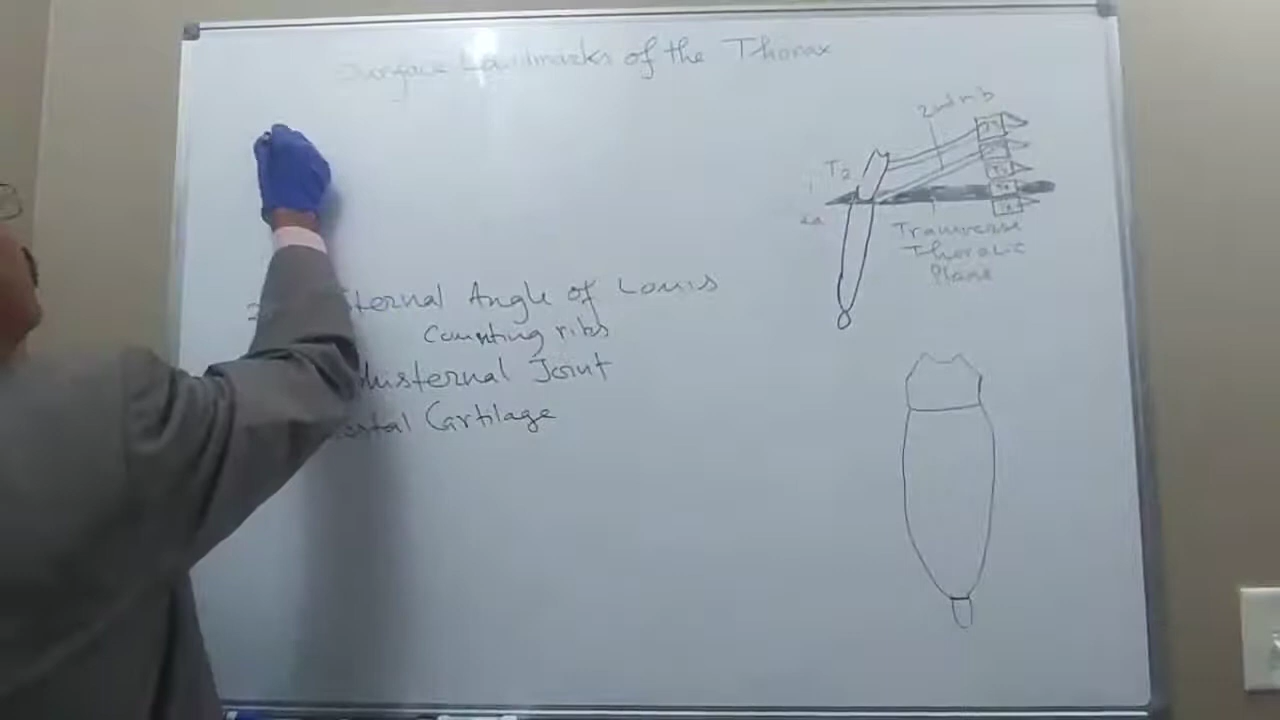 Surface Landmarks of the Thorax
2nd rib
T2
Transverse
Thoracic
Plane
sternal Angle of Louis
Counting ribs
sternal Joint
Costal Cartilage